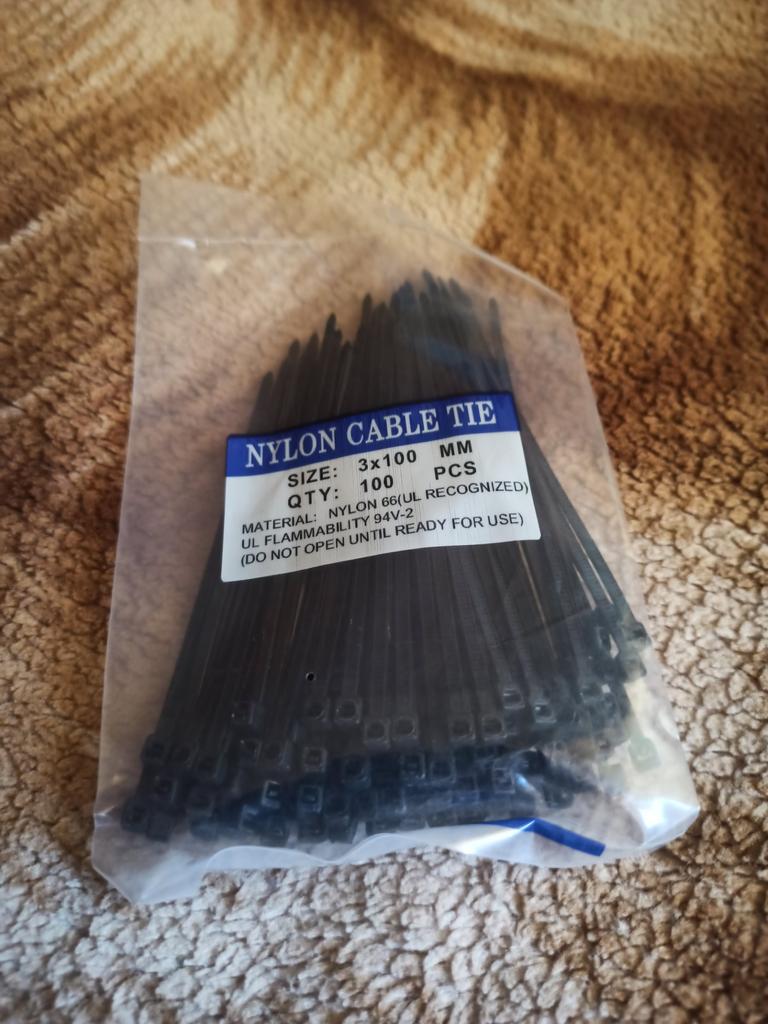 NYLON CABLE TIE
SIZE: 3x100 MM
QTY: 100 PCS
MATERIAL: NYLON 66(UL RECOGNIZED)
UL FLAMMABILITY 94V-2
(DO NOT OPEN UNTIL READY FOR USE)